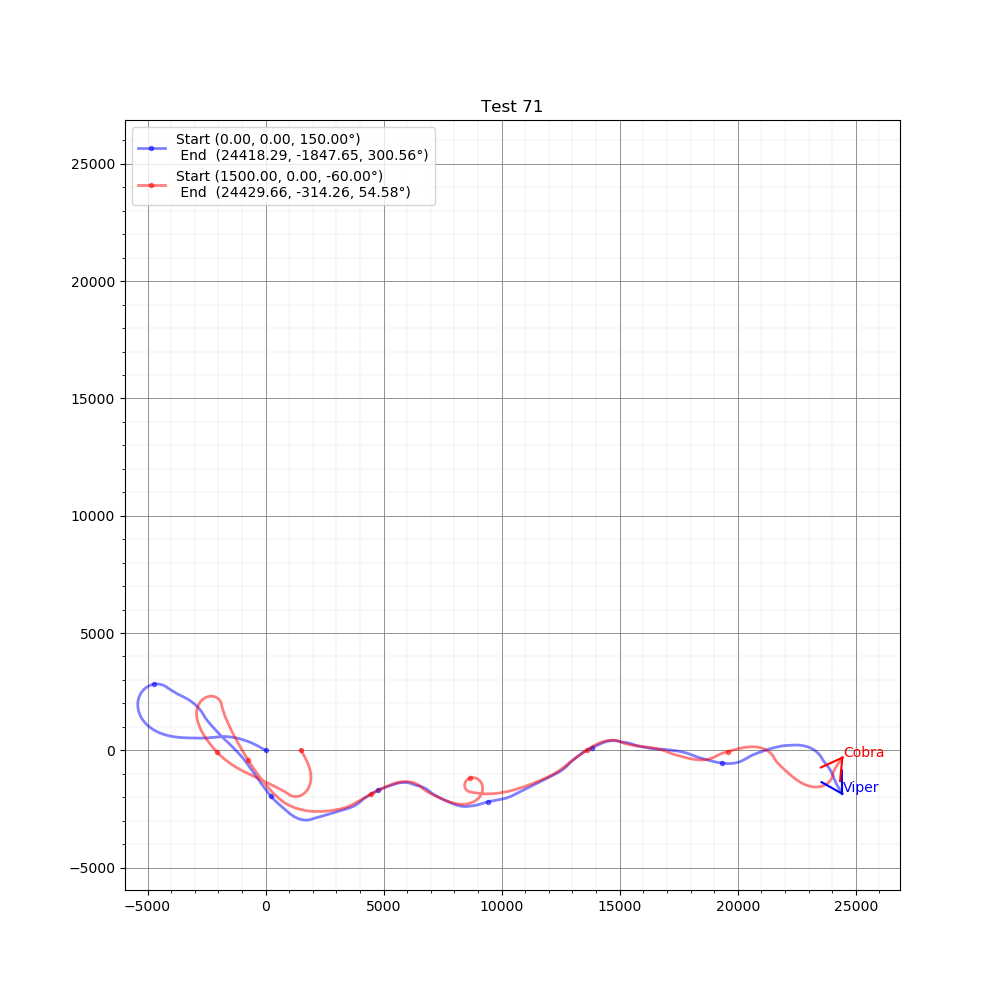 Test 71
Start (0.00, 0.00, 150.00°)
End (24418.29, -1847.65, 300.56°)
Start (1500.00, 0.00, -60.00°)
End (24429.66, -314.26, 54.58°)
25000
20000
15000
10000
5000
0
−5000
Cobra
Viper
−5000 0 5000 10000 15000 20000 25000